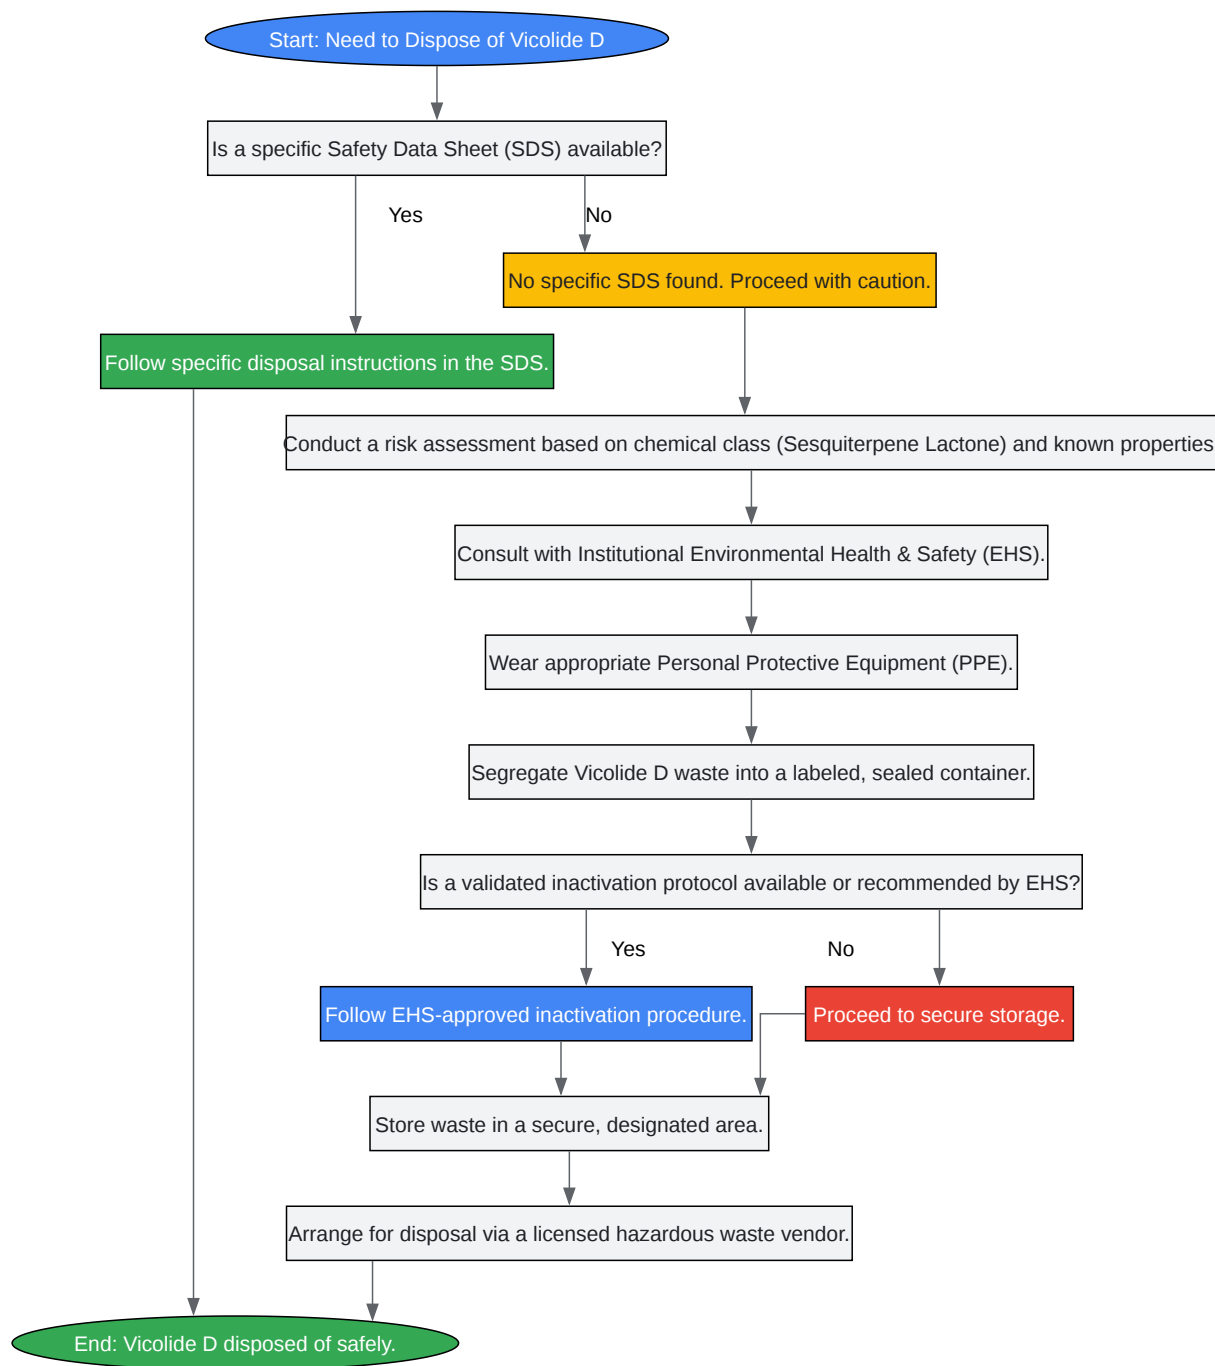 Start: Need to Dispose of Vicolide D
Is a specific Safety Data Sheet (SDS) available?
Yes
No
No specific SDS found. Proceed with caution.
Follow specific disposal instructions in the SDS.
Conduct a risk assessment based on chemical class (Sesquiterpene Lactone) and known properties
Consult with Institutional Environmental Health & Safety (EHS).
Wear appropriate Personal Protective Equipment (PPE).
Segregate Vicolide D waste into a labeled, sealed container.
Is a validated inactivation protocol available or recommended by EHS?
Yes
No
Follow EHS-approved inactivation procedure.
Proceed to secure storage.
Store waste in a secure, designated area.
Arrange for disposal via a licensed hazardous waste vendor.
End: Vicolide D disposed of safely.